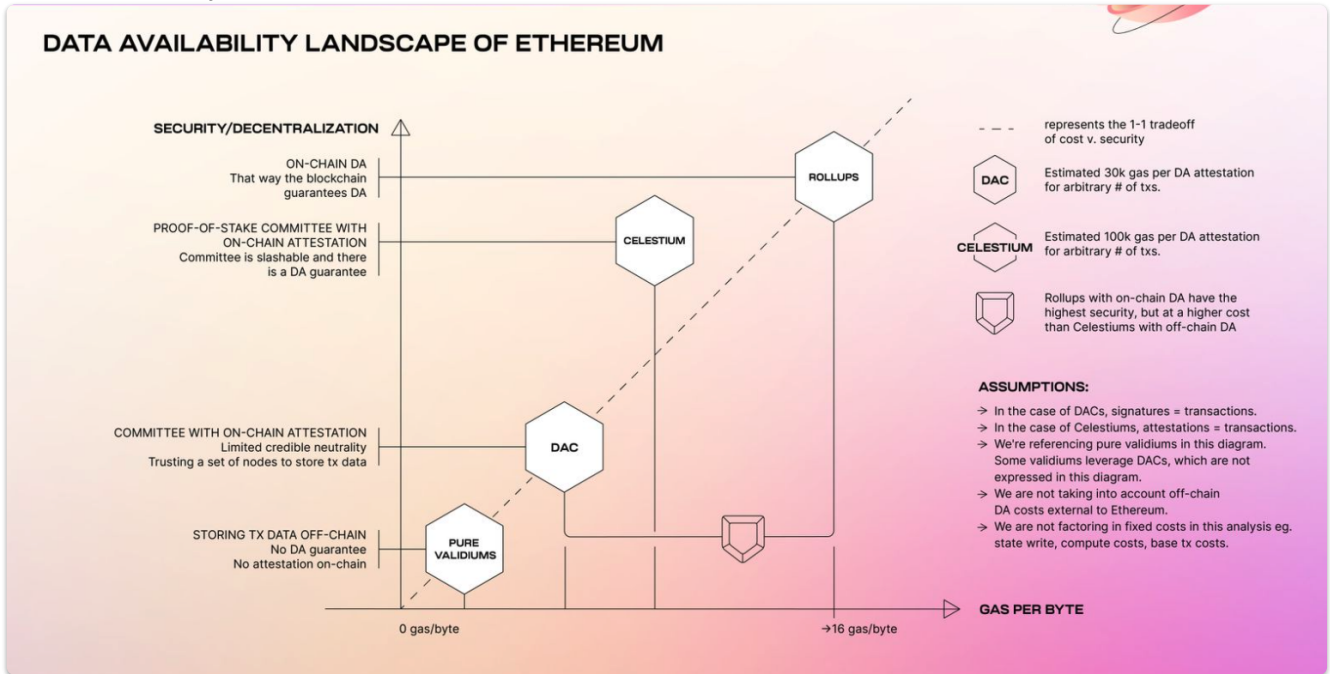 DATA AVAILABILITY LANDSCAPE OF ETHEREUM
SECURITY/DECENTRALIZATION
ON-CHAIN DA
That way the blockchain
guarantees DA
PROOF-OF-STAKE COMMITTEE WITH
ON-CHAIN ATTESTATION
Committee is slashable and there
is a DA guarantee
COMMITTEE WITH ON-CHAIN ATTESTATION
Limited credible neutrality
Trusting a set of nodes to store tx data
STORING TX DATA OFF-CHAIN
No DA guarantee
No attestation on-chain
ROLLUPS
CELESTIUM
DAC
PURE
VALIDIUMS
0 gas/byte
→16 gas/byte
GAS PER BYTE
represents the 1-1 tradeoff
of cost v. security
DAC
Estimated 30k gas per DA attestation
for arbitrary # of txs.
CELESTIUM
Estimated 100k gas per DA attestation
for arbitrary # of txs.
Rollups with on-chain DA have the
highest security, but at a higher cost
than Celestiums with off-chain DA
ASSUMPTIONS:
→ In the case of DACs, signatures = transactions.
→ In the case of Celestiums, attestations = transactions.
→ We're referencing pure validiums in this diagram.
Some validiums leverage DACs, which are not
expressed in this diagram.
→ We are not taking into account off-chain
DA costs external to Ethereum.
→ We are not factoring in fixed costs in this analysis eg.
state write, compute costs, base tx costs.